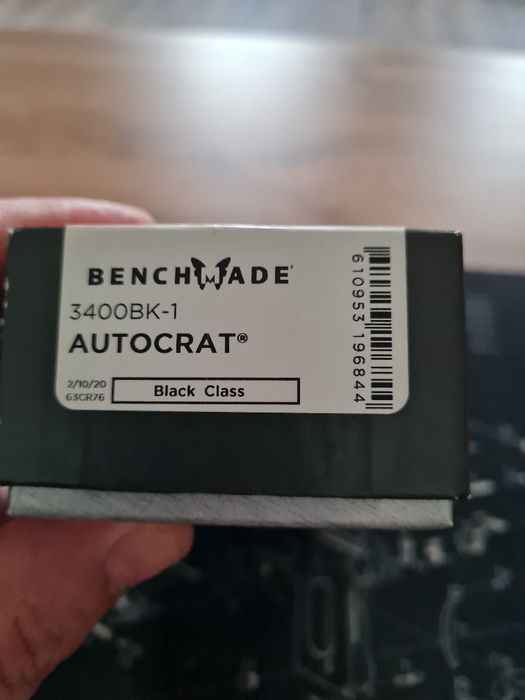 BENCHMADE®
3400BK-1
AUTOCRAT®
2/10/20
63CR76
Black Class
610953 196844